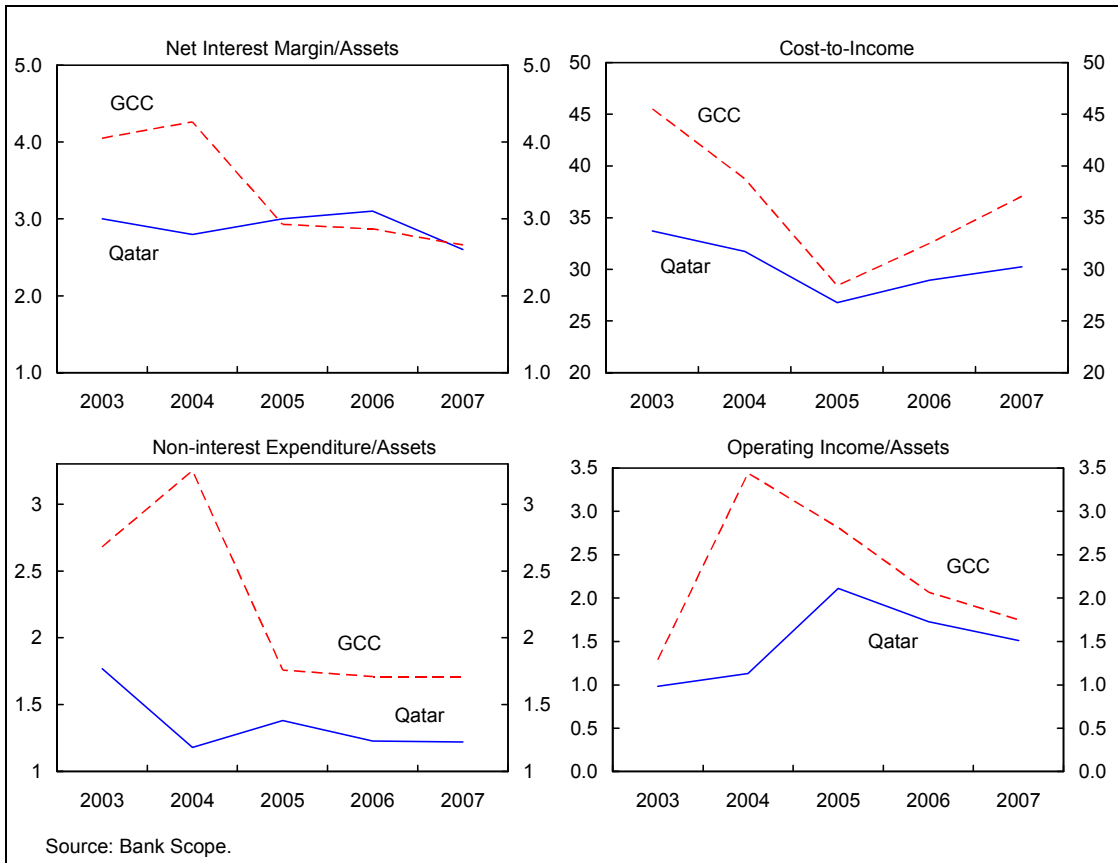 Net Interest Margin/Assets
5.0 5.0
GCC
4.0 4.0
3.0 3.0
Qatar
2.0 2.0
1.0 1.0
2003 2004 2005 2006 2007
Cost-to-Income
50 50
45 45
GCC
40 40
35 35
Qatar
30 30
25 25
20 20
2003 2004 2005 2006 2007
Non-interest Expenditure/Assets
3 3
2.5 2.5
2 2
GCC
1.5 1.5
Qatar
1 1
2003 2004 2005 2006 2007
Operating Income/Assets
3.5 3.5
3.0 3.0
2.5 2.5
GCC
2.0 2.0
Qatar
1.5 1.5
1.0 1.0
0.5 0.5
0.0 0.0
2003 2004 2005 2006 2007
Source: Bank Scope.